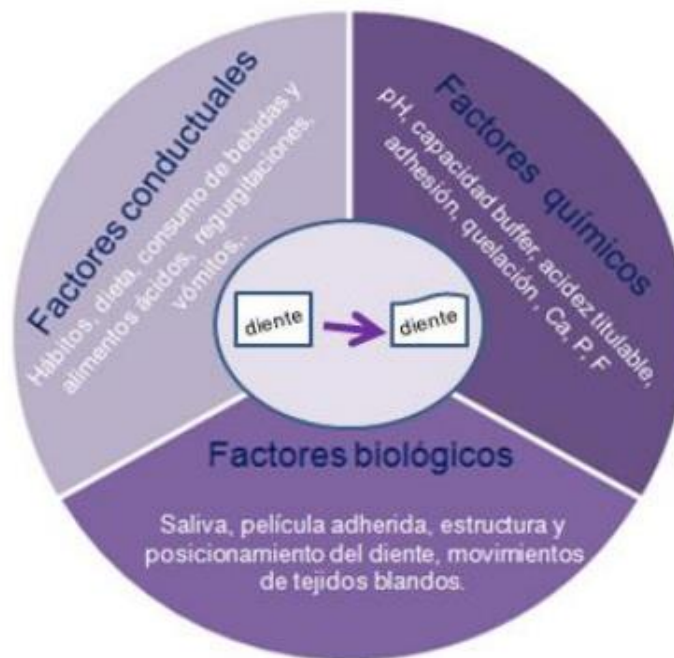 Factores conductuales
Hábitos, dieta, consumo de bebidas y
alimentos ácidos, regurgitaciones,
vómitos,.
Factores químicos
pH, capacidad buffer, acidez titulable,
adhesión, quelación , Ca, P, F
diente
diente
Factores biológicos
Saliva, película adherida, estructura y
posicionamiento del diente, movimientos
de tejidos blandos.